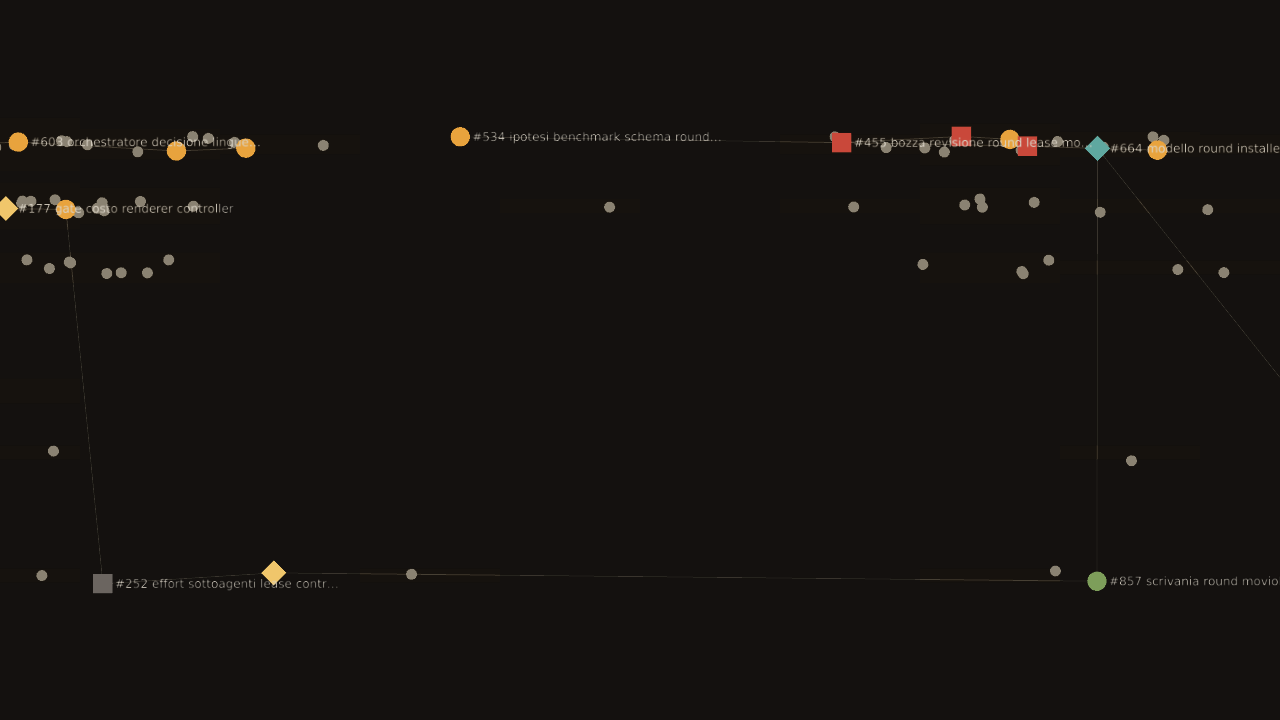 #603 orchestratore decisione lingue…
#534 ipotesi benchmark schema round…
#455 bozza revisione round lease mo…
#664 modello round installe
#177 gate costo renderer controller
#252 effort sottoagenti lease contr…
#857 scrivania round movio